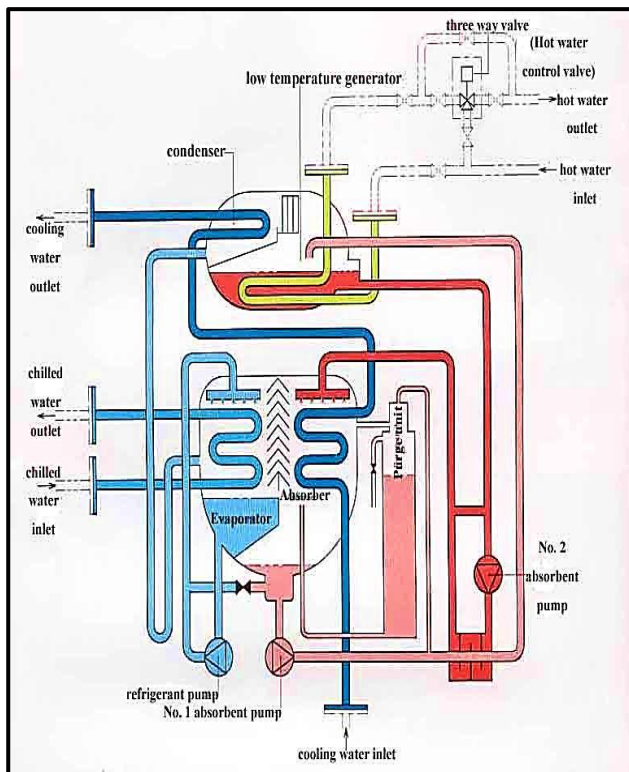 three way valve
(Hot water
control valve)
low temperature generator
hot water
outlet
condenser
hot water
inlet
cooling
water
outlet
chilled
water
outlet
chilled
water
inlet
Purge unit
Absorber
Evaporator
No. 2
absorbent
pump
refrigerant pump
No. 1 absorbent pump
cooling water inlet